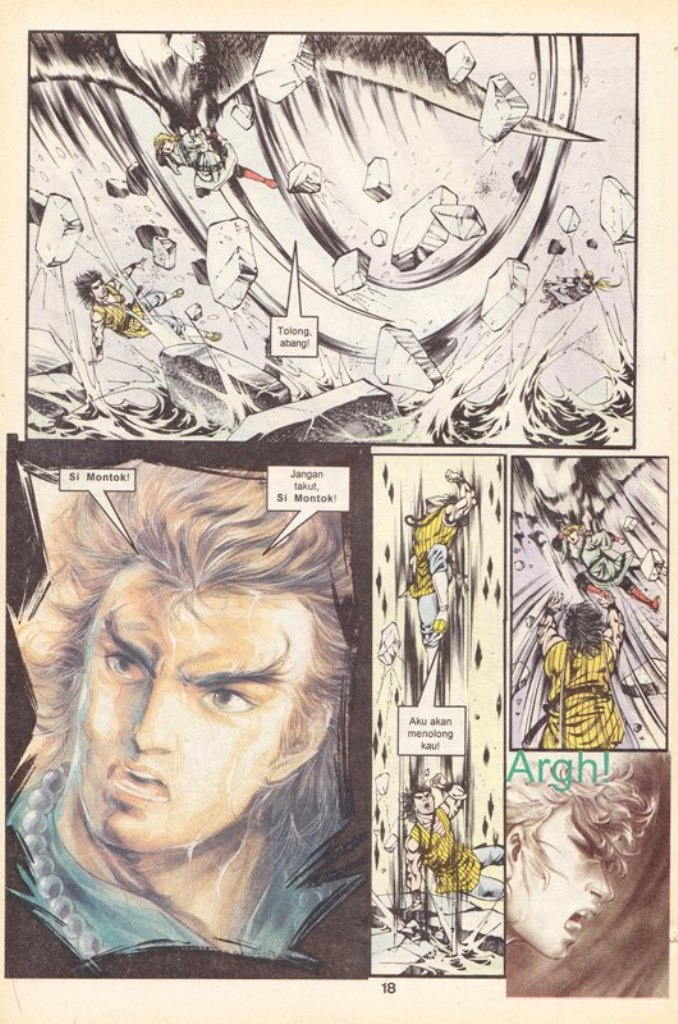 Tolong,
abang!
Si Montok!
Jangan
takut,
Si Montok!
Aku akan
menolong
kau!
Argh!
18